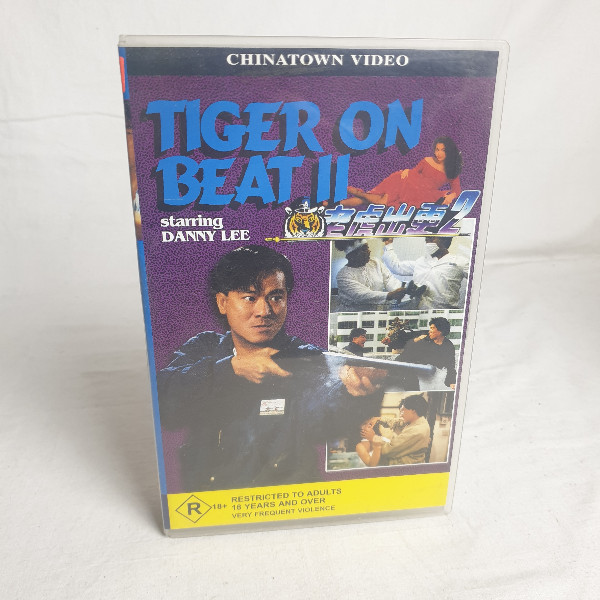 CHINATOWN VIDEO
TIGER ON
BEAT II
starring
DANNY LEE
老虎出更2
R 18+
RESTRICTED TO ADULTS
18 YEARS AND OVER
VERY FREQUENT VIOLENCE